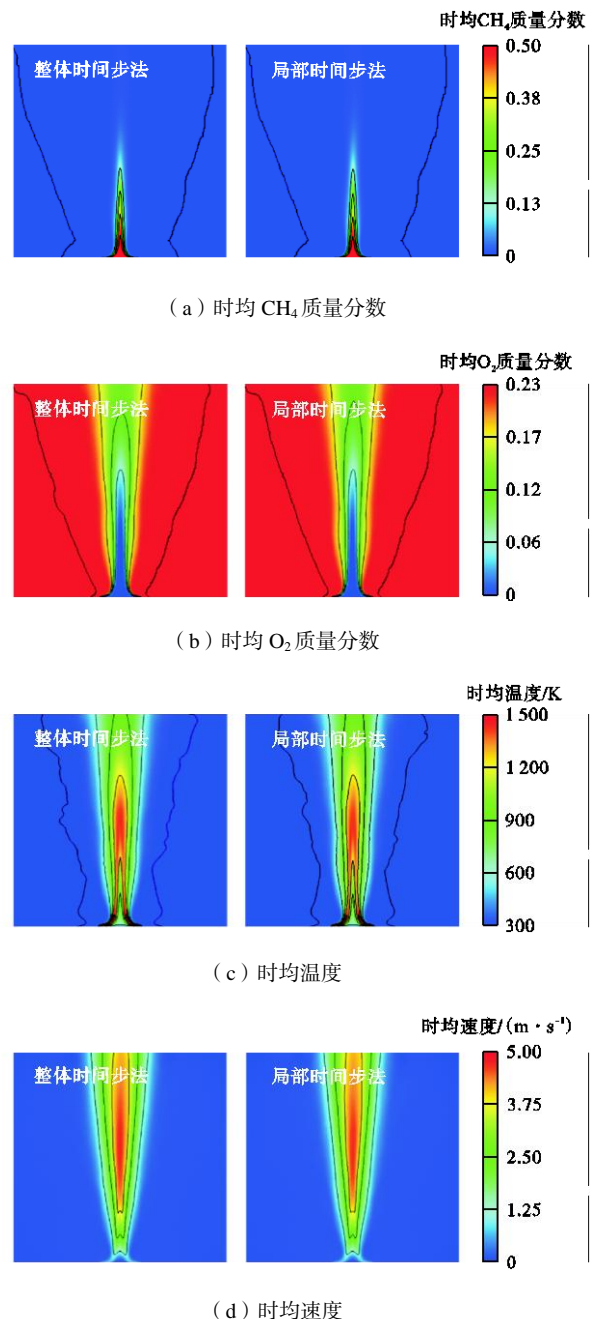 时均CH₄质量分数
整体时间步法
局部时间步法
0.50
0.38
0.25
0.13
0
(a)时均 CH₄ 质量分数
时均O₂质量分数
整体时间步法
局部时间步法
0.23
0.17
0.12
0.06
0
(b)时均 O₂ 质量分数
时均温度/K
整体时间步法
局部时间步法
1 500
1 200
900
600
300
(c)时均温度
时均速度/(m·s⁻¹)
整体时间步法
局部时间步法
5.00
3.75
2.50
1.25
0
(d)时均速度